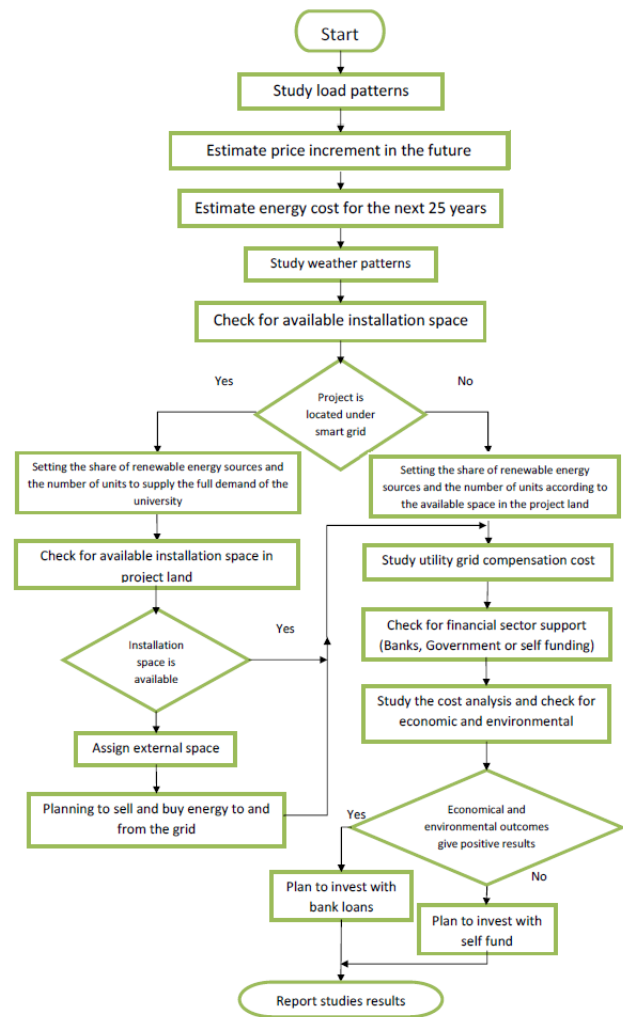 Start
Study load patterns
Estimate price increment in the future
Estimate energy cost for the next 25 years
Study weather patterns
Check for available installation space
Yes
No
Project is
located under
smart grid
Setting the share of renewable energy sources and
the number of units to supply the full demand of the
university
Setting the share of renewable energy
sources and the number of units according to
the available space in the project land
Check for available installation space in
project land
Study utility grid compensation cost
Yes
Installation
space is
available
Check for financial sector support
(Banks, Government or self funding)
Study the cost analysis and check for
economic and environmental
Assign external space
Planning to sell and buy energy to and
from the grid
Economical and
environmental outcomes
give positive results
Yes
No
Plan to invest with
bank loans
Plan to invest with
self fund
Report studies results